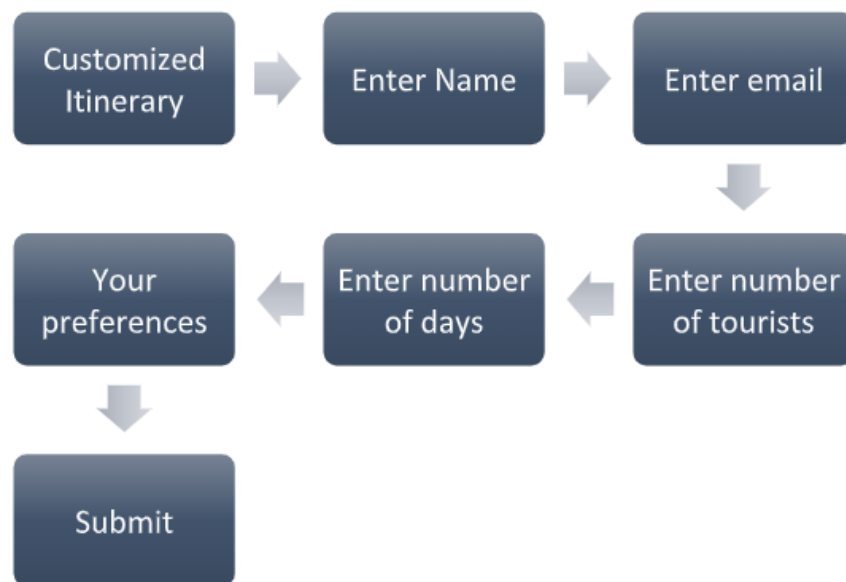 Customized
Itinerary
Enter Name
Enter email
Enter number
of tourists
Enter number
of days
Your
preferences
Submit